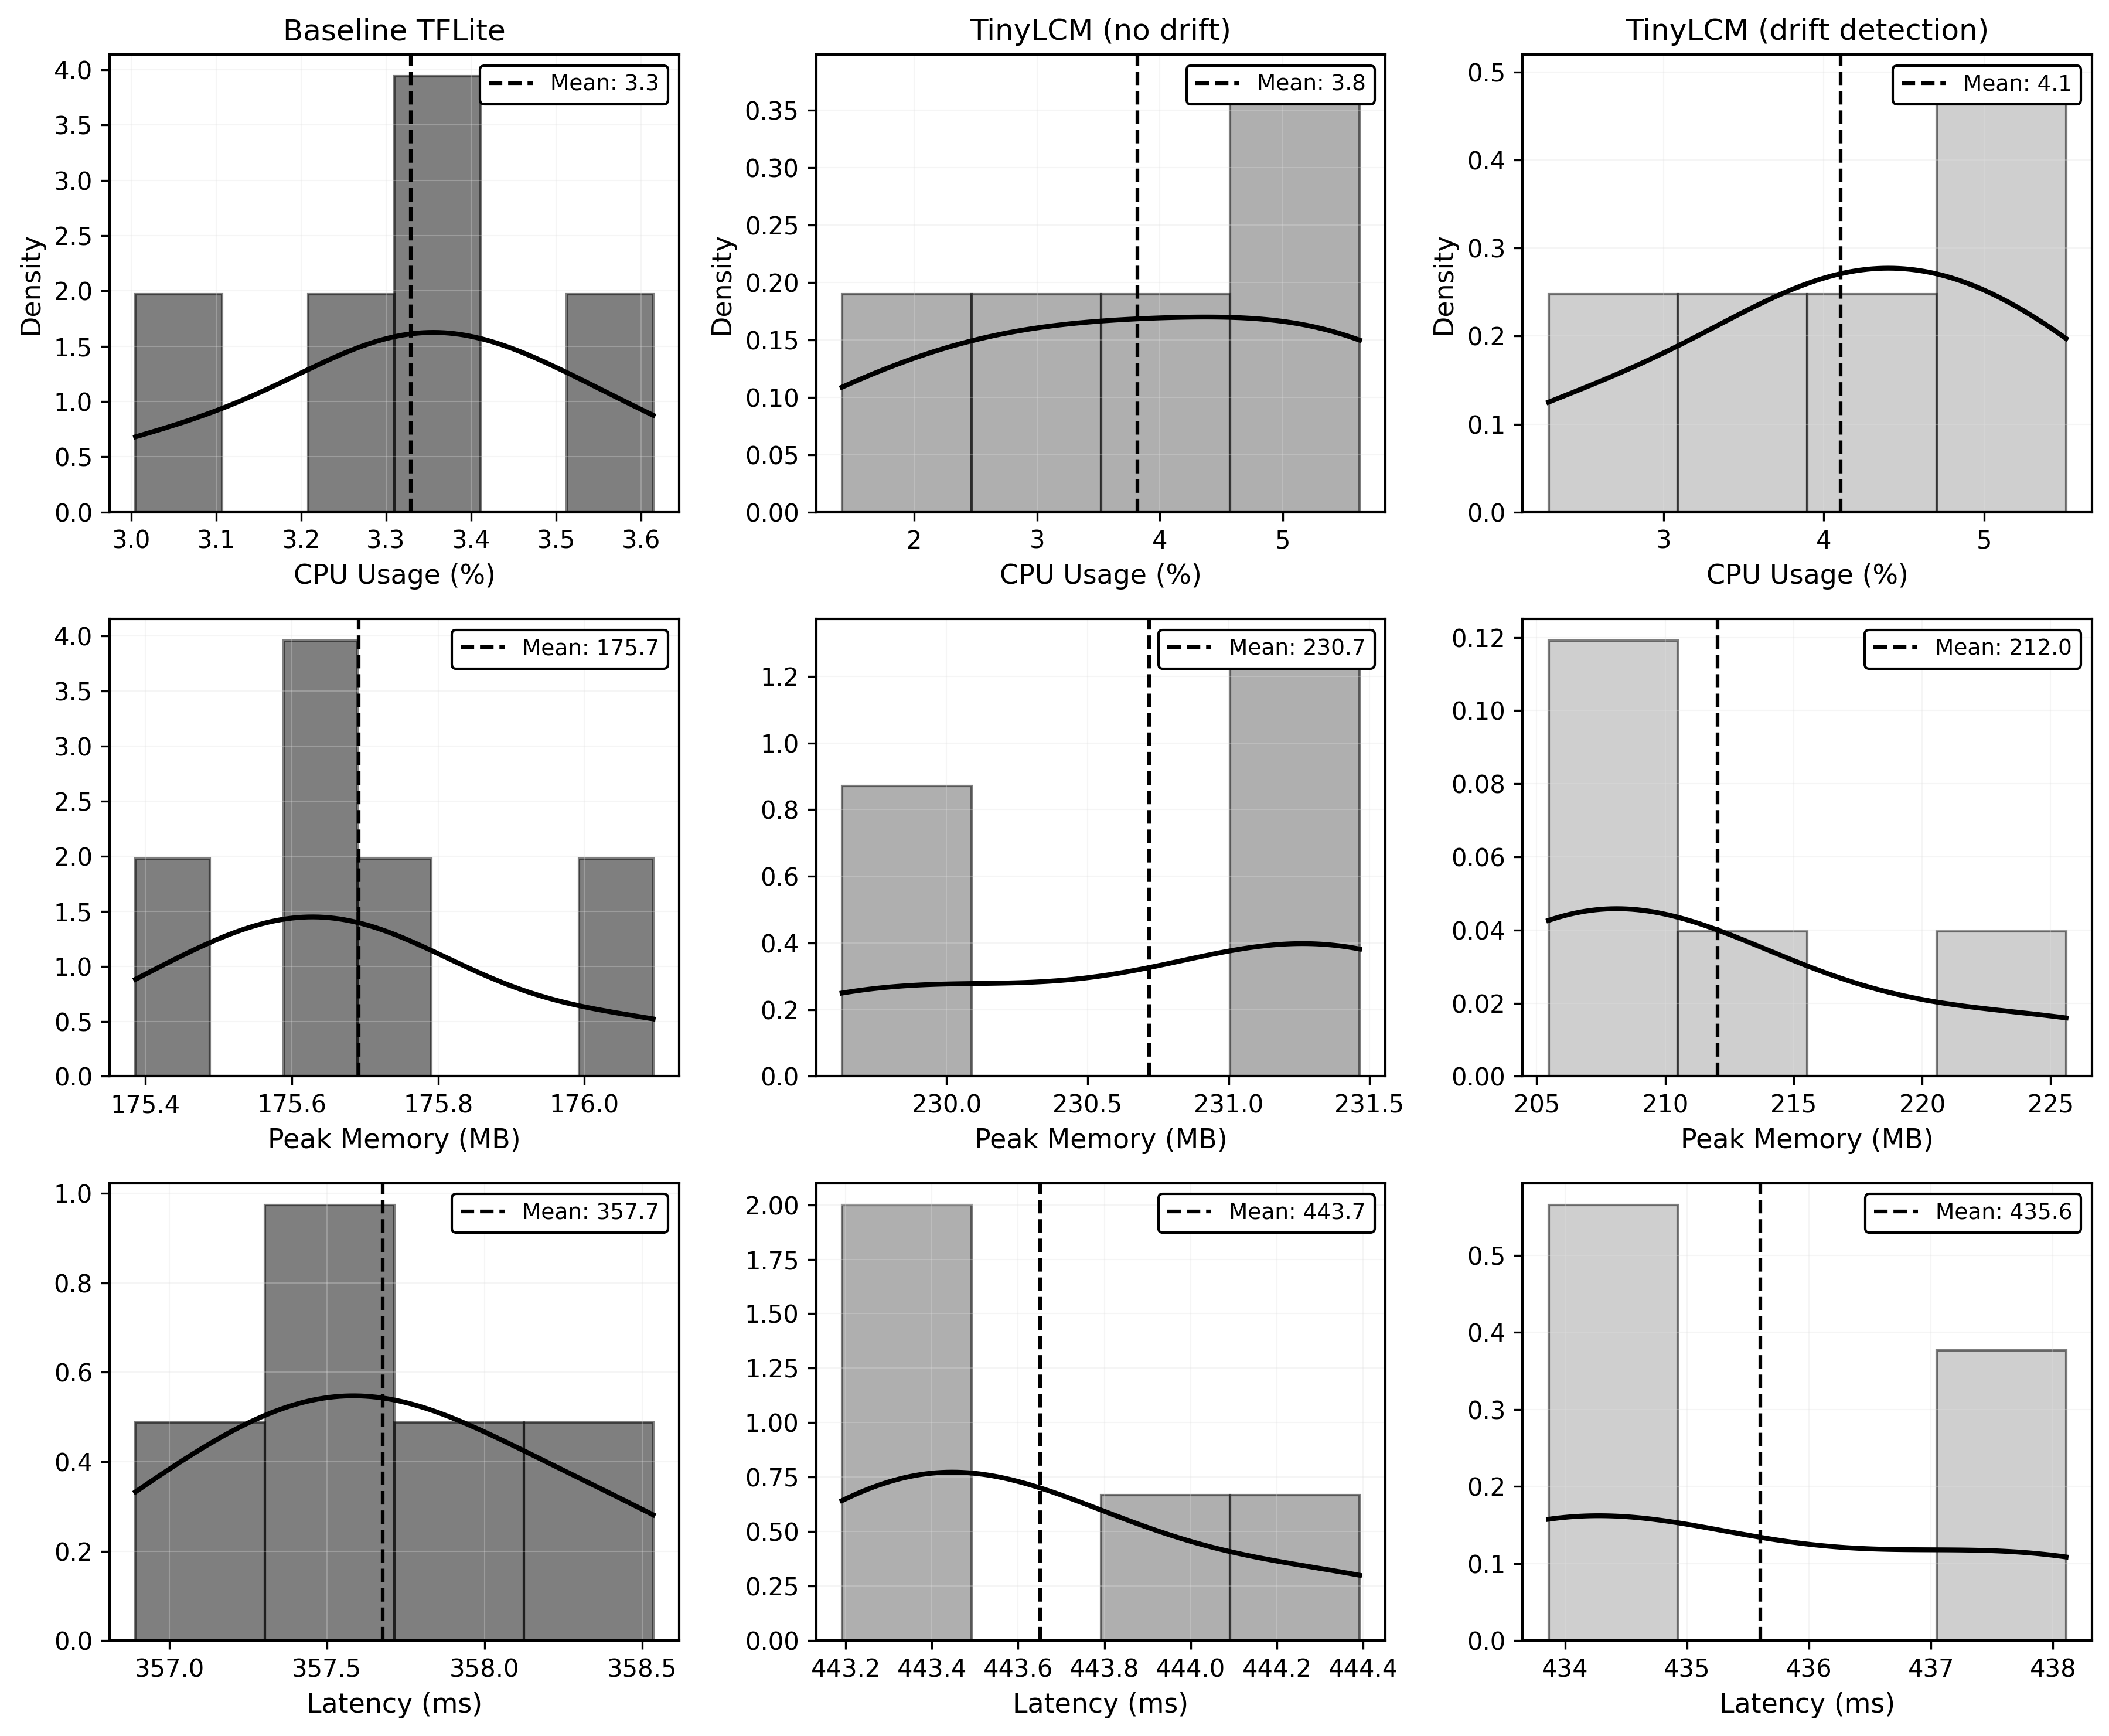 Baseline TFLite
TinyLCM (no drift)
TinyLCM (drift detection)
Density
4.0
3.5
3.0
2.5
2.0
1.5
1.0
0.5
0.0
Mean: 3.3
3.0 3.1 3.2 3.3 3.4 3.5 3.6
CPU Usage (%)
Density
0.35
0.30
0.25
0.20
0.15
0.10
0.05
0.00
Mean: 3.8
2 3 4 5
CPU Usage (%)
Density
0.5
0.4
0.3
0.2
0.1
0.0
Mean: 4.1
3 4 5
CPU Usage (%)
4.0
3.5
3.0
2.5
2.0
1.5
1.0
0.5
0.0
Mean: 175.7
175.4 175.6 175.8 176.0
Peak Memory (MB)
1.2
1.0
0.8
0.6
0.4
0.2
0.0
Mean: 230.7
230.0 230.5 231.0 231.5
Peak Memory (MB)
0.12
0.10
0.08
0.06
0.04
0.02
0.00
Mean: 212.0
205 210 215 220 225
Peak Memory (MB)
1.0
0.8
0.6
0.4
0.2
0.0
Mean: 357.7
357.0 357.5 358.0 358.5
Latency (ms)
2.00
1.75
1.50
1.25
1.00
0.75
0.50
0.25
0.00
Mean: 443.7
443.2 443.4 443.6 443.8 444.0 444.2 444.4
Latency (ms)
0.5
0.4
0.3
0.2
0.1
0.0
Mean: 435.6
434 435 436 437 438
Latency (ms)